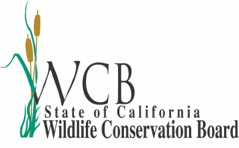 WCB
State of California
Wildlife Conservation Board